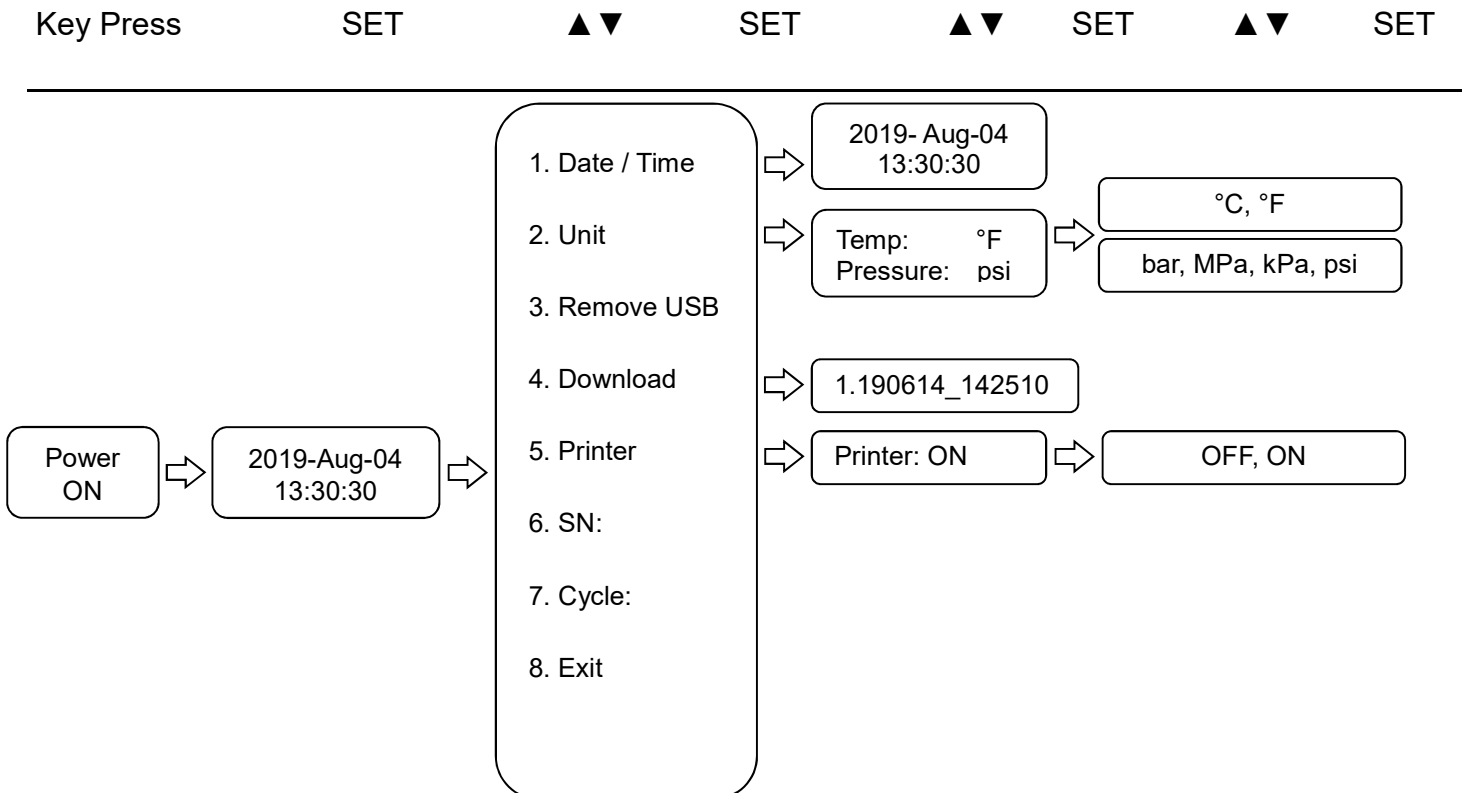 Key Press SET ▲▼ SET ▲▼ SET ▲▼ SET
Power
ON
2019-Aug-04
13:30:30
1. Date / Time
2. Unit
3. Remove USB
4. Download
5. Printer
6. SN:
7. Cycle:
8. Exit
2019- Aug-04
13:30:30
Temp: °F
Pressure: psi
°C, °F
bar, MPa, kPa, psi
1.190614_142510
Printer: ON
OFF, ON